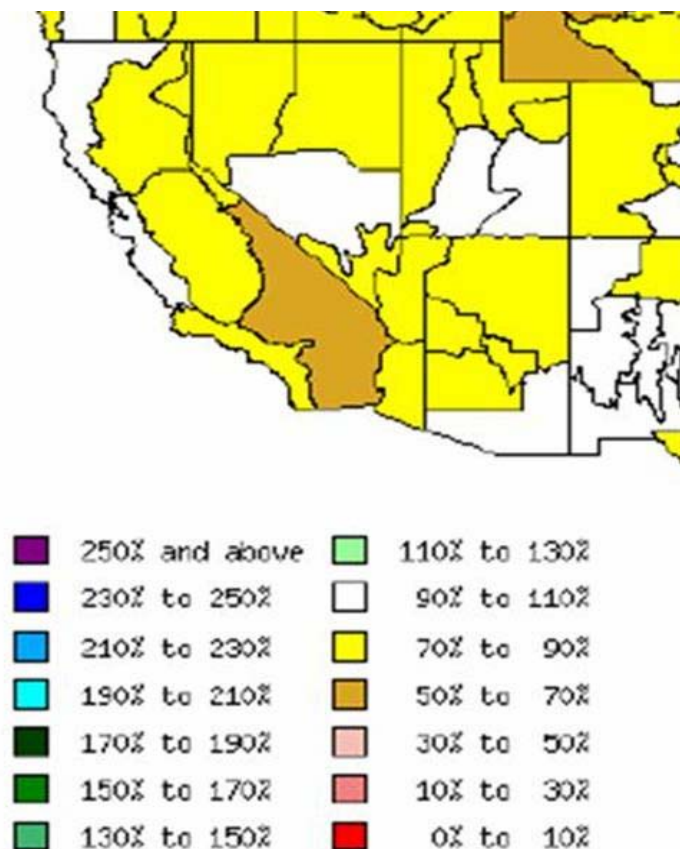 250% and above
230% to 250%
210% to 230%
190% to 210%
170% to 190%
150% to 170%
130% to 150%
110% to 130%
90% to 110%
70% to 90%
50% to 70%
30% to 50%
10% to 30%
0% to 10%